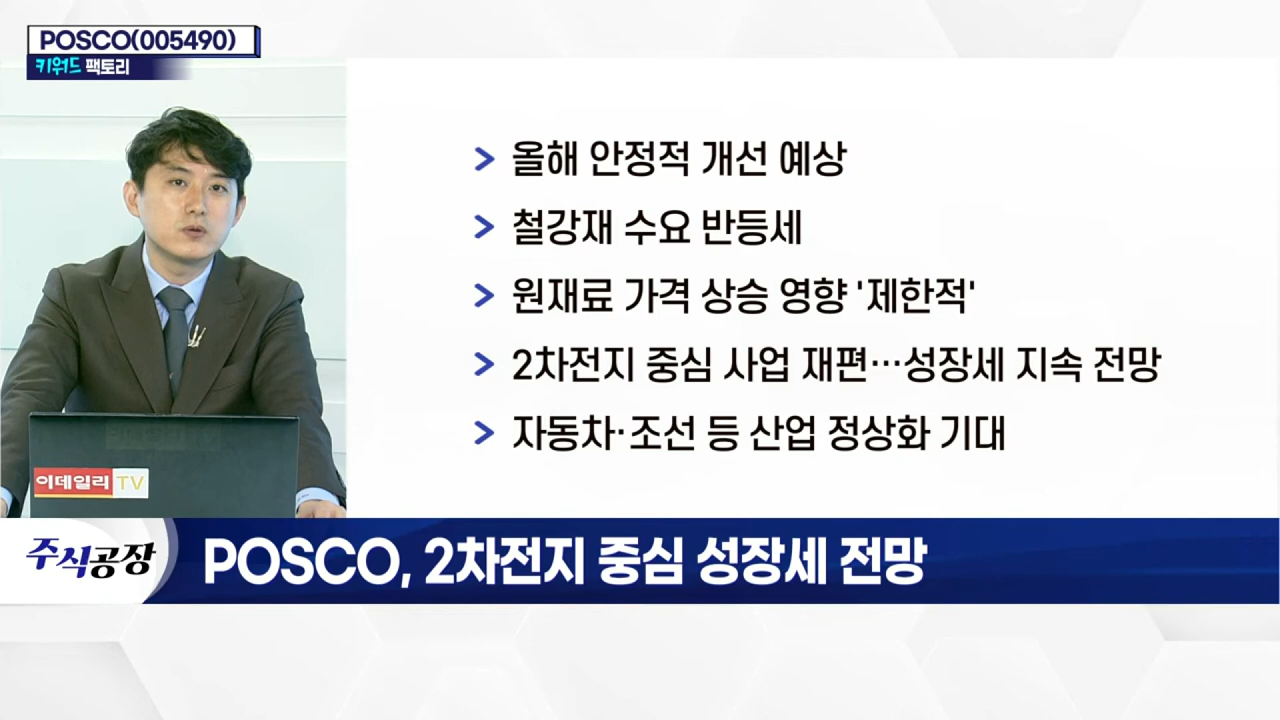 POSCO(005490)
키워드 팩토리
> 올해 안정적 개선 예상
> 철강재 수요 반등세
> 원재료 가격 상승 영향 '제한적'
> 2차전지 중심 사업 재편…성장세 지속 전망
> 자동차·조선 등 산업 정상화 기대
이데일리 TV
주식공장
POSCO, 2차전지 중심 성장세 전망